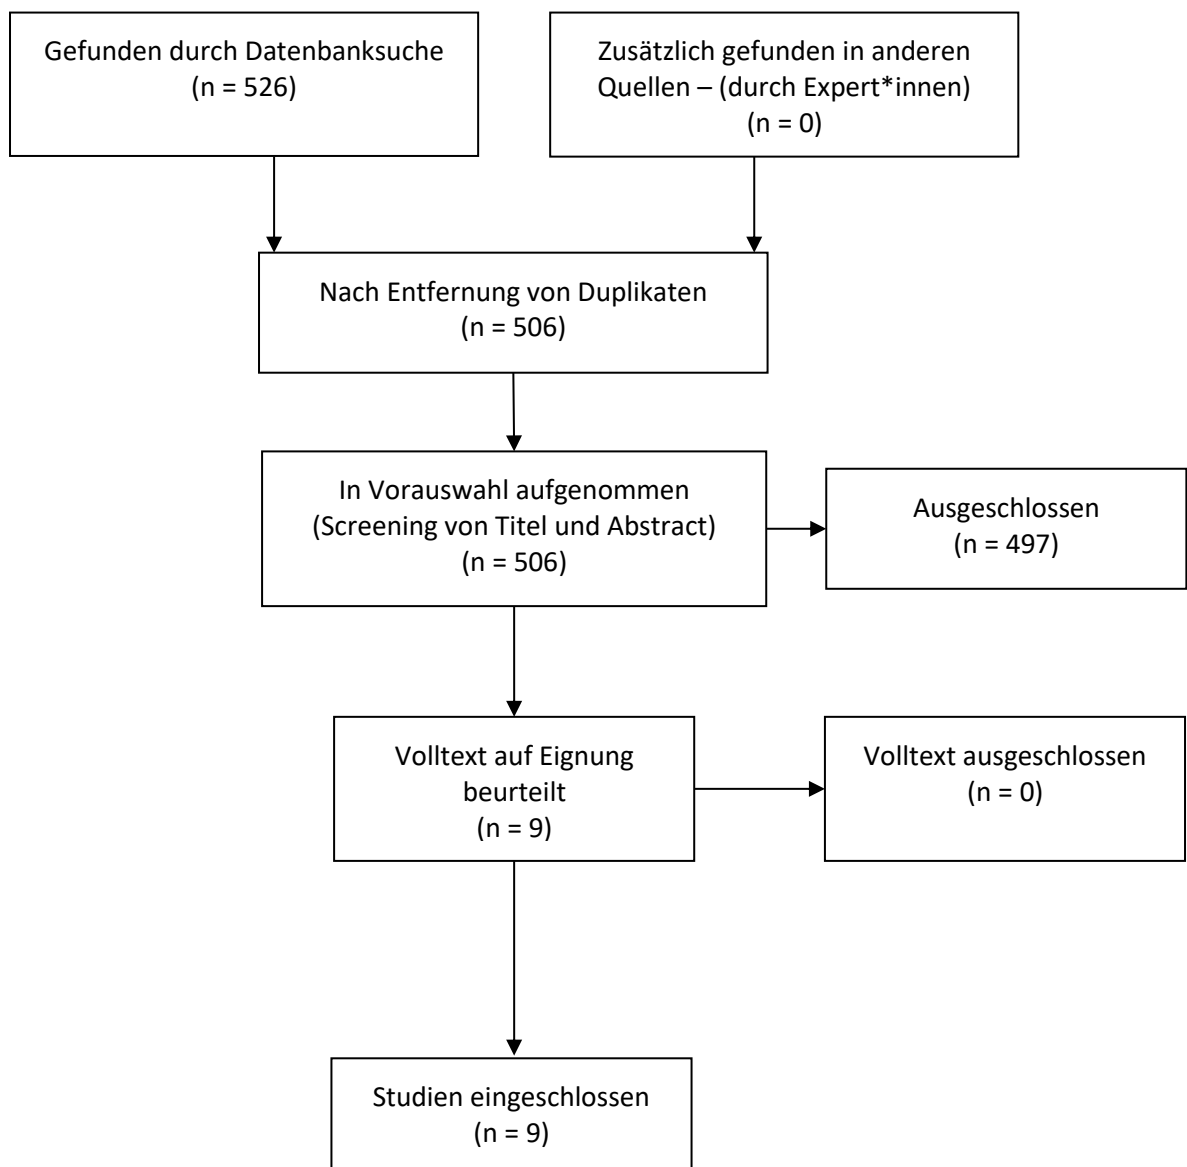 Gefunden durch Datenbanksuche
(n = 526)
Zusätzlich gefunden in anderen
Quellen – (durch Expert*innen)
(n = 0)
Nach Entfernung von Duplikaten
(n = 506)
In Vorauswahl aufgenommen
(Screening von Titel und Abstract)
(n = 506)
Ausgeschlossen
(n = 497)
Volltext auf Eignung
beurteilt
(n = 9)
Volltext ausgeschlossen
(n = 0)
Studien eingeschlossen
(n = 9)